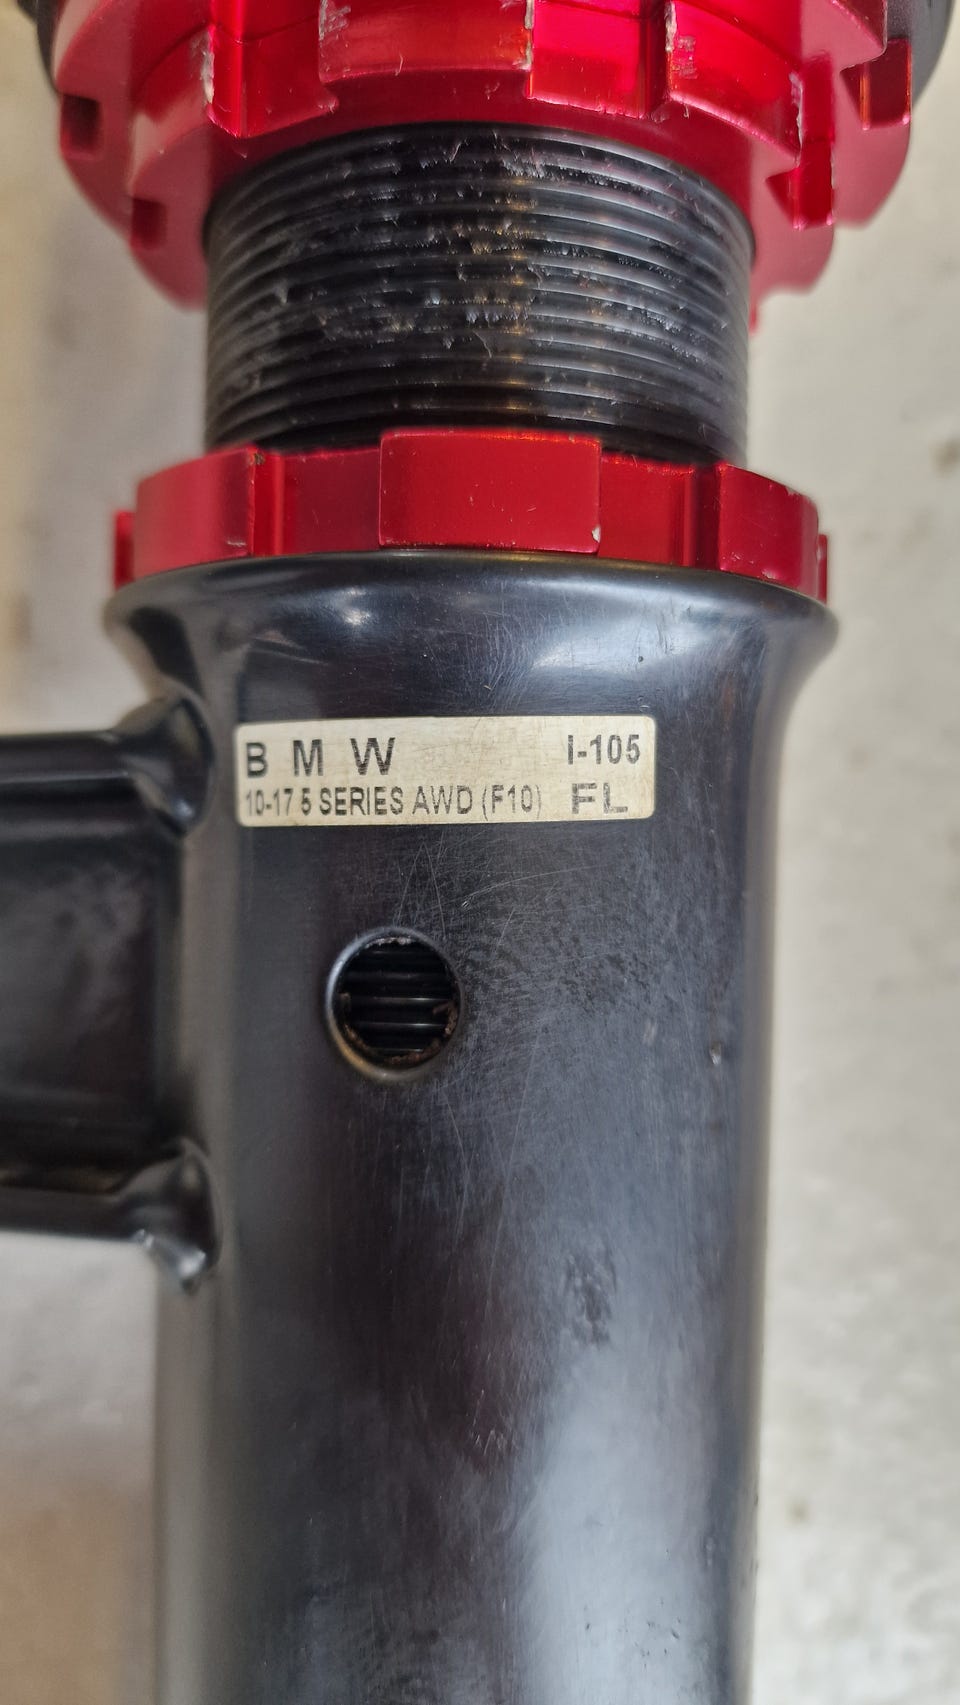 B M W I-105
10-17 5 SERIES AWD (F10) FL